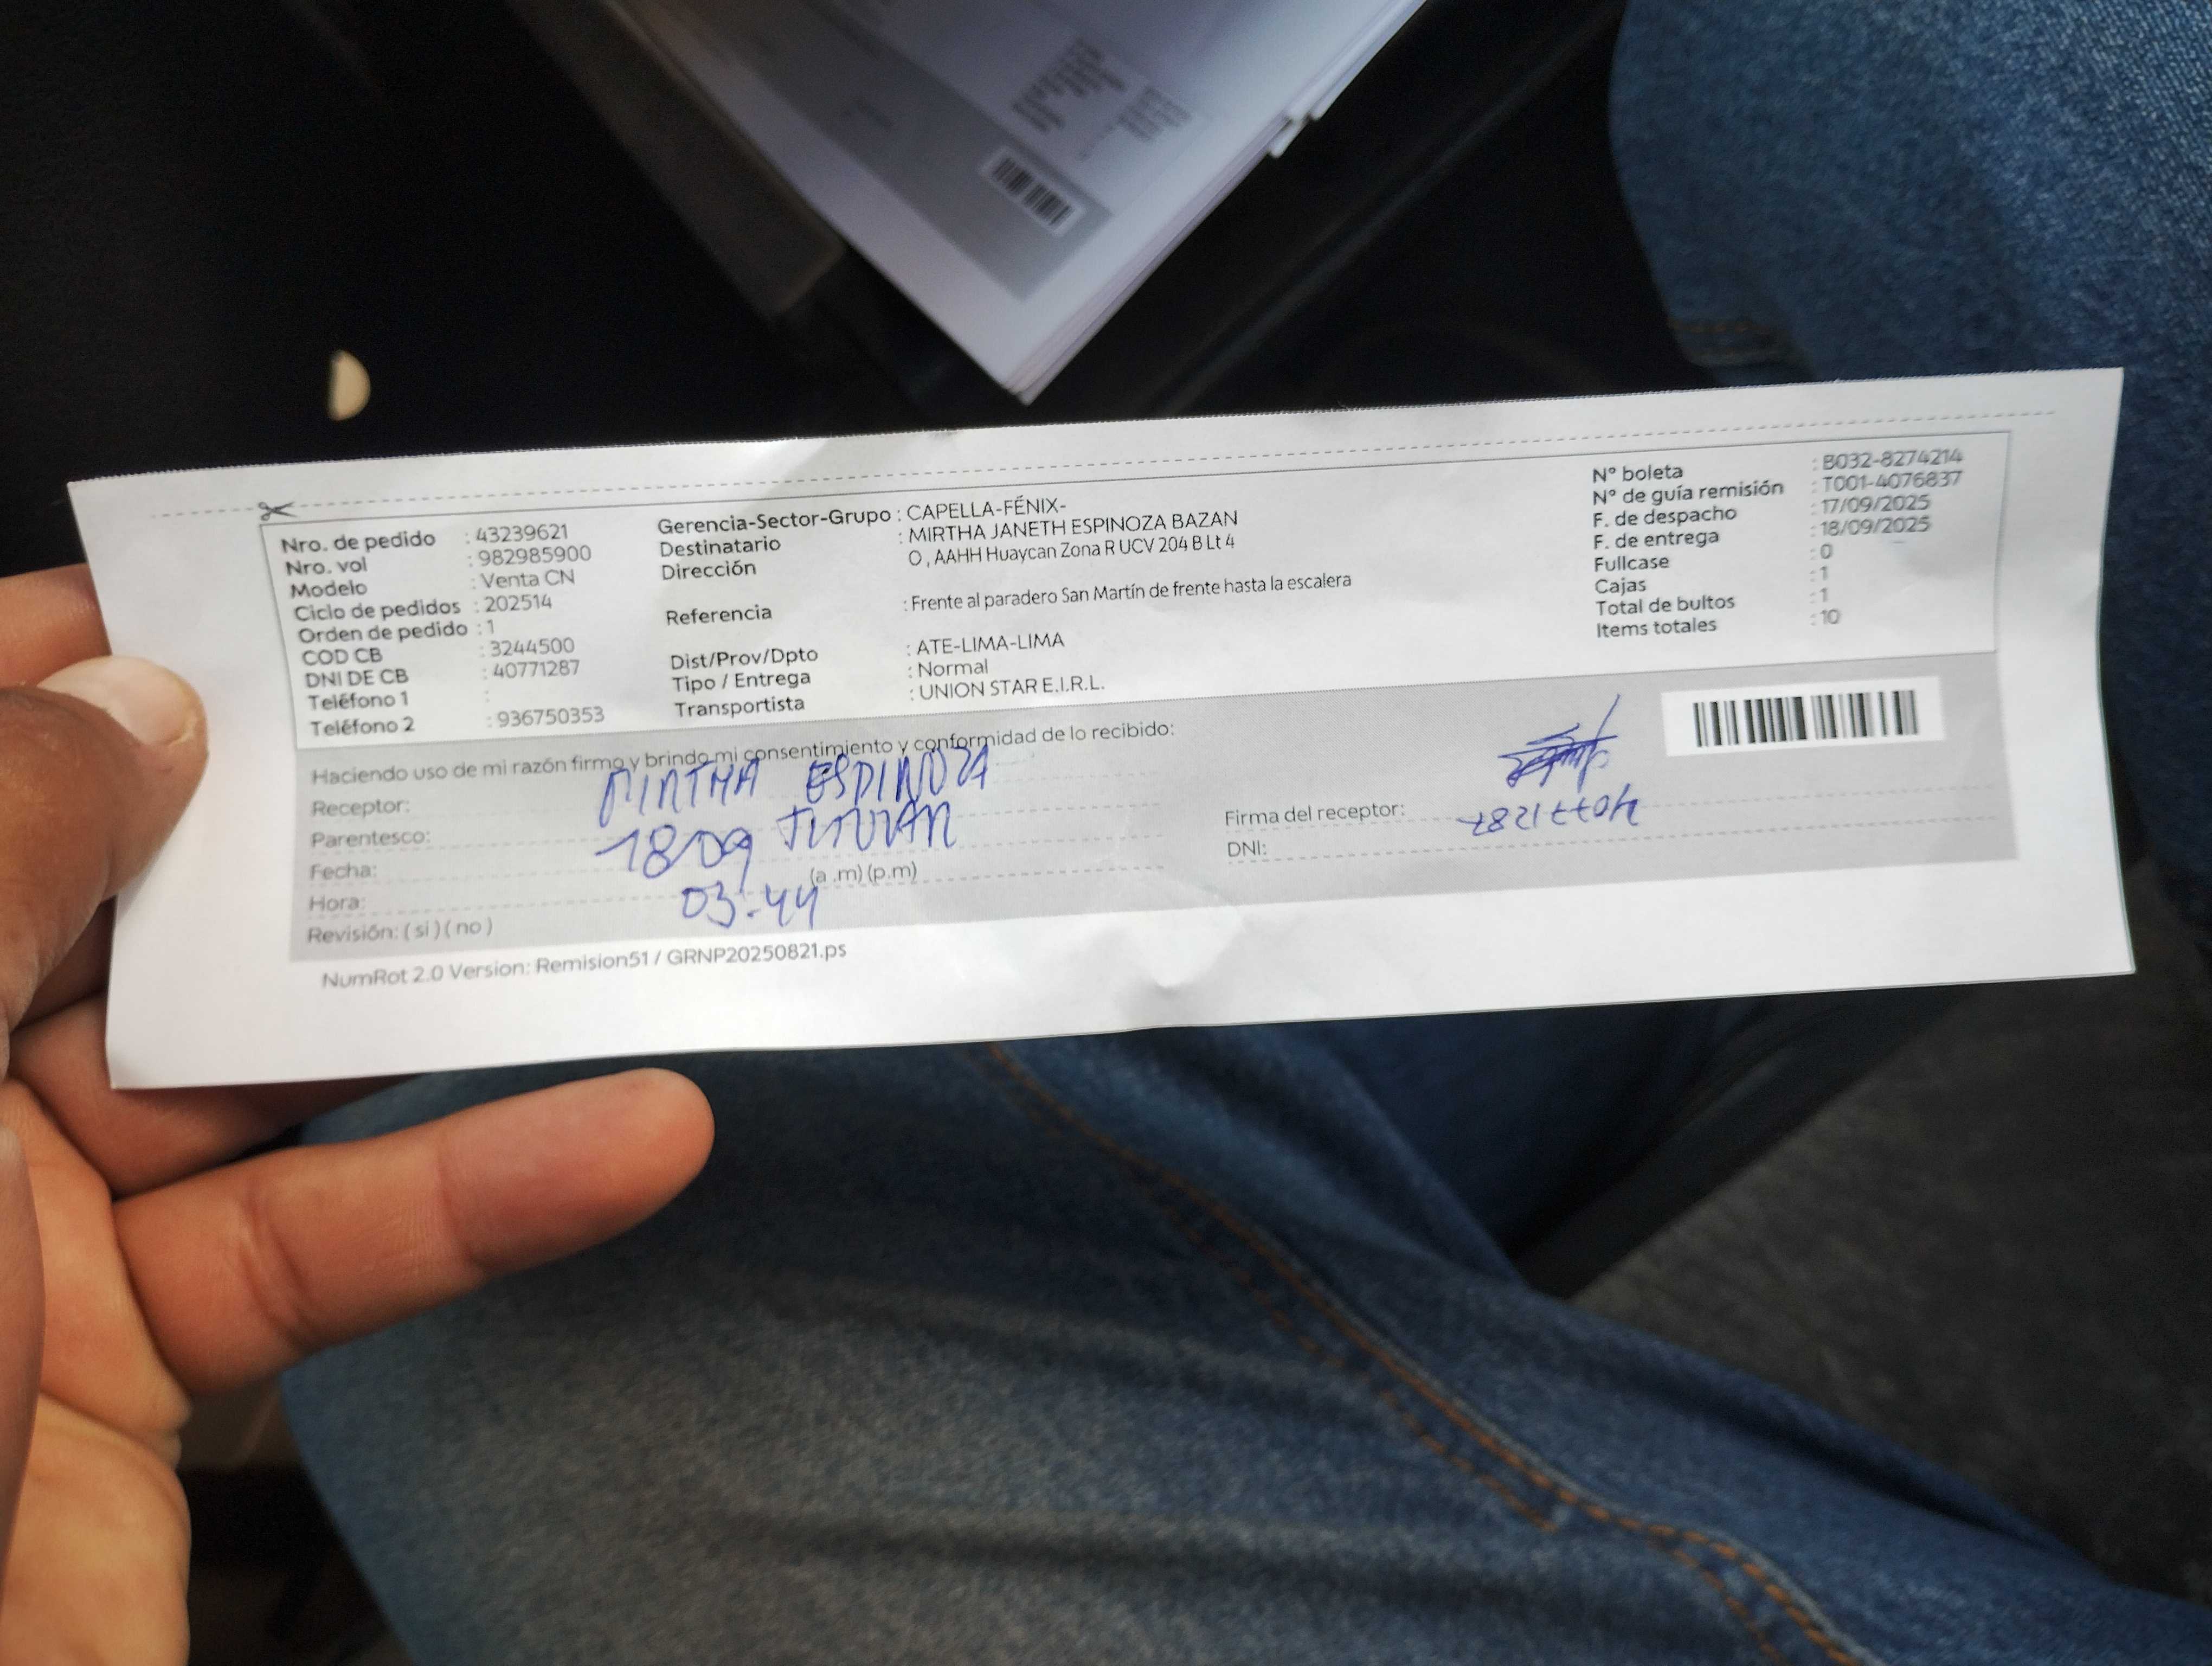 Nro. de pedido : 43239621
Nro. vol : 982985900
Modelo : Venta CN
Ciclo de pedidos : 202514
Orden de pedido : 1
COD CB : 3244500
DNI DE CB : 40771287
Teléfono 1 :
Teléfono 2 : 936750353
Gerencia-Sector-Grupo : CAPELLA-FÉNIX-
Destinatario : MIRTHA JANETH ESPINOZA BAZAN
Dirección O , AAHH Huaycan Zona R UCV 204 B Lt 4
Referencia : Frente al paradero San Martín de frente hasta la escalera
Dist/Prov/Dpto : ATE-LIMA-LIMA
Tipo / Entrega : Normal
Transportista : UNION STAR E.I.R.L.
N° boleta : B032-8274214
N° de guía remisión : T001-4076837
F. de despacho : 17/09/2025
F. de entrega : 18/09/2025
Fullcase : 0
Cajas : 1
Total de bultos : 1
Items totales : 10
Haciendo uso de mi razón firmo y brindo mi consentimiento y conformidad de lo recibido:
Receptor: MIRTHA ESPINOZA
Parentesco:
Fecha: 18/09
Hora: 03:44 (a .m) (p.m)
Revisión: ( si ) ( no )
Firma del receptor:
DNI: 40771287
NumRot 2.0 Version: Remision51 / GRNP20250821.ps